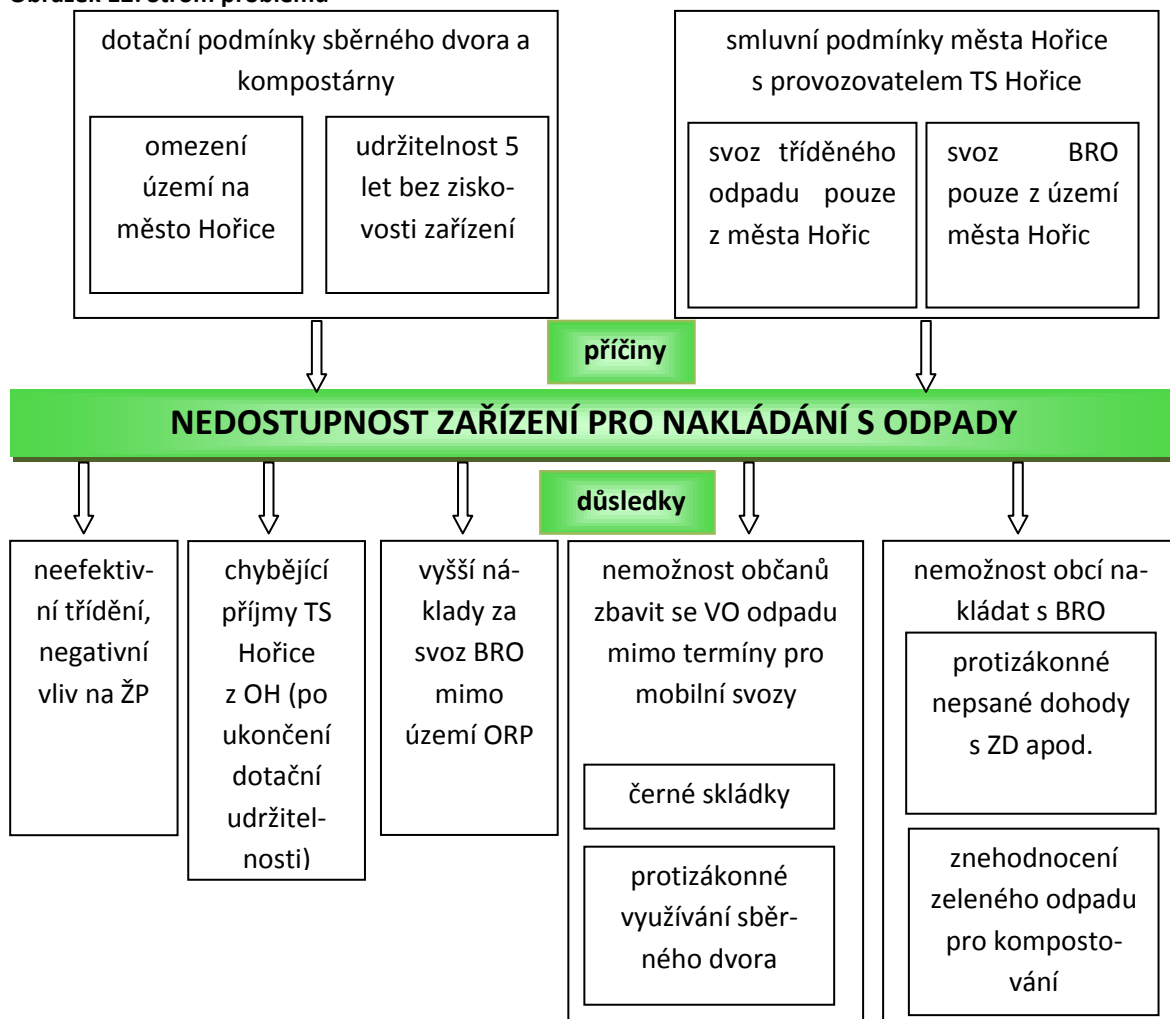 dotační podmínky sběrného dvora a
kompostárny
omezení
území na
město Hořice
udržitelnost 5
let bez zisko-
vosti zařízení
smluvní podmínky města Hořice
s provozovatelem TS Hořice
svoz tříděného
odpadu pouze
z města Hořic
svoz BRO
pouze z území
města Hořic
příčiny
NEDOSTUPNOST ZAŘÍZENÍ PRO NAKLÁDÁNÍ S ODPADY
důsledky
neefektiv-
ní třídění,
negativní
vliv na ŽP
chybějící
příjmy TS
Hořice
z OH (po
ukončení
dotační
udržitel-
nosti)
vyšší ná-
klady za
svoz BRO
mimo
území ORP
nemožnost občanů
zbavit se VO odpadu
mimo termíny pro
mobilní svozy
černé skládky
protizákonné
využívání sběr-
ného dvora
nemožnost obcí na-
kládat s BRO
protizákonné
nepsané dohody
s ZD apod.
znehodnocení
zeleného odpadu
pro komposto-
vání